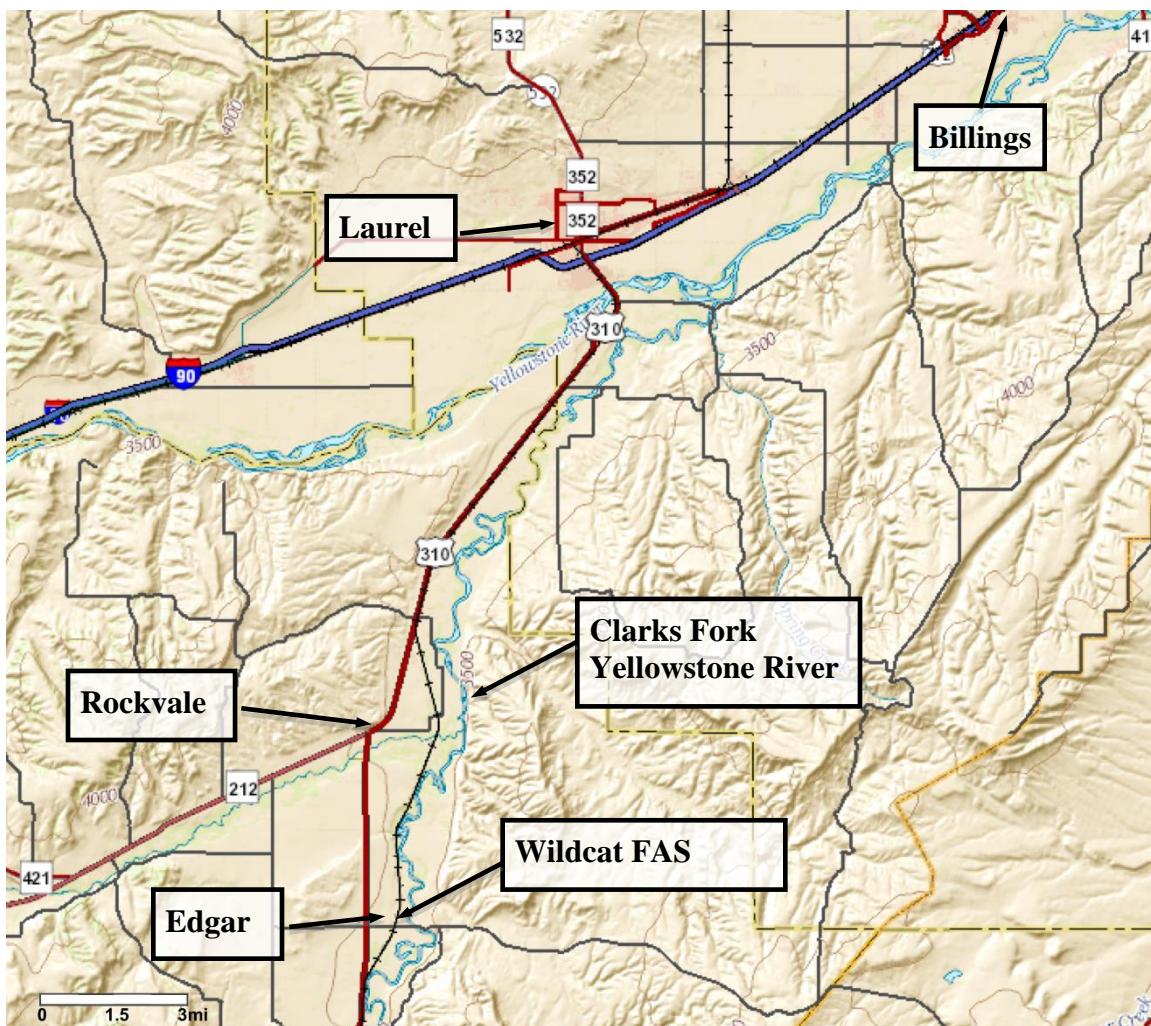 532
41
Billings
4000
352
352
Laurel
310
Yellowstone River
3500
4000
90
3500
310
Clarks Fork
Yellowstone River
3500
Rockvale
212
4000
421
Wildcat FAS
Edgar
0 1.5 3mi
Creek